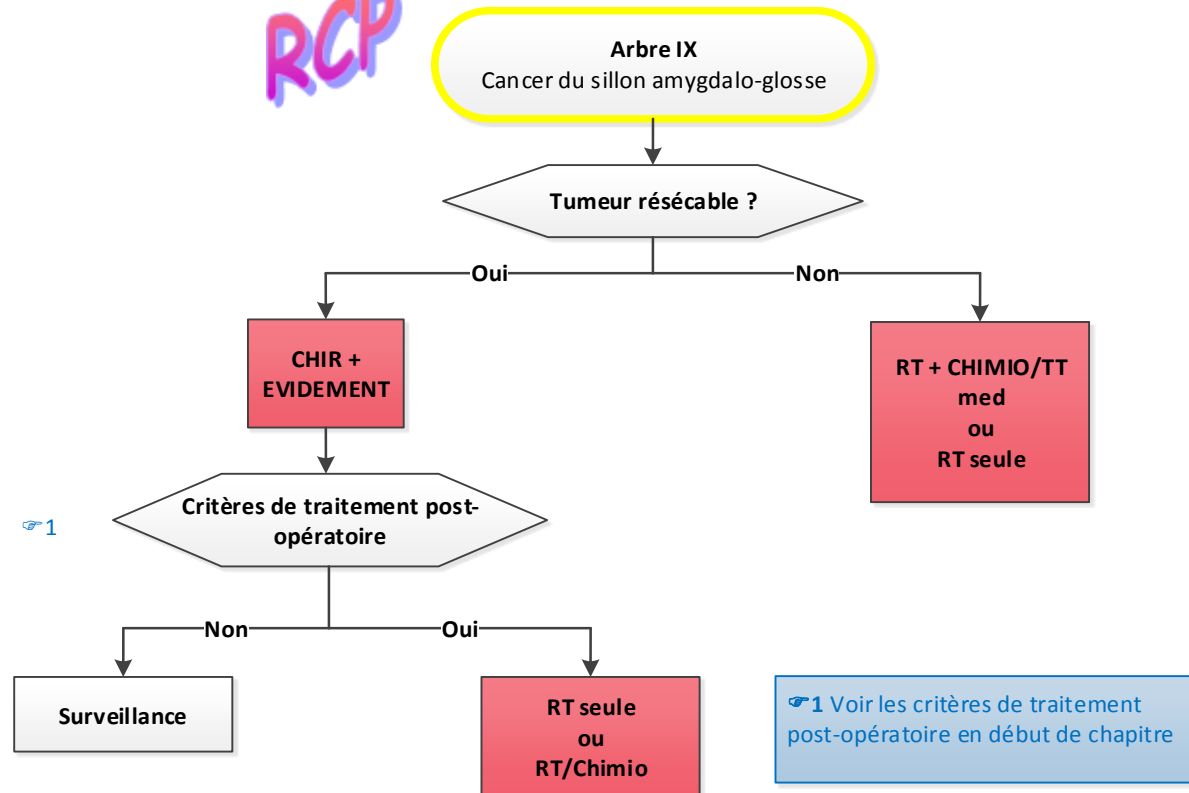 RCP
Arbre IX
Cancer du sillon amygdalo-glosse
Tumeur résécable ?
Oui
Non
CHIR +
EVIDEMENT
RT + CHIMIO/TT
med
ou
RT seule
Critères de traitement post-
opératoire
☞1
Non
Oui
Surveillance
RT seule
ou
RT/Chimio
☞1 Voir les critères de traitement
post-opératoire en début de chapitre